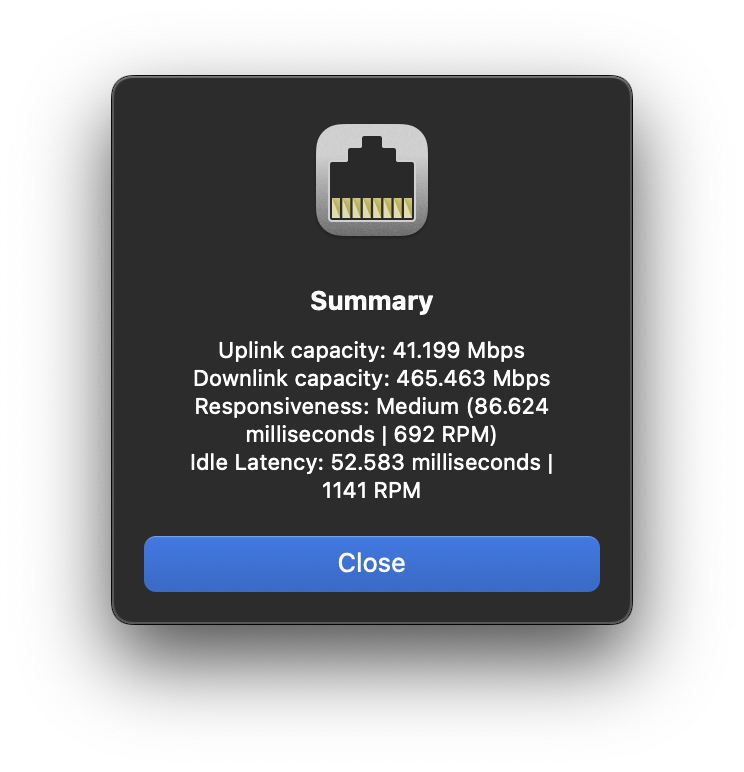 Summary
Uplink capacity: 41.199 Mbps
Downlink capacity: 465.463 Mbps
Responsiveness: Medium (86.624
milliseconds | 692 RPM)
Idle Latency: 52.583 milliseconds |
1141 RPM
Close